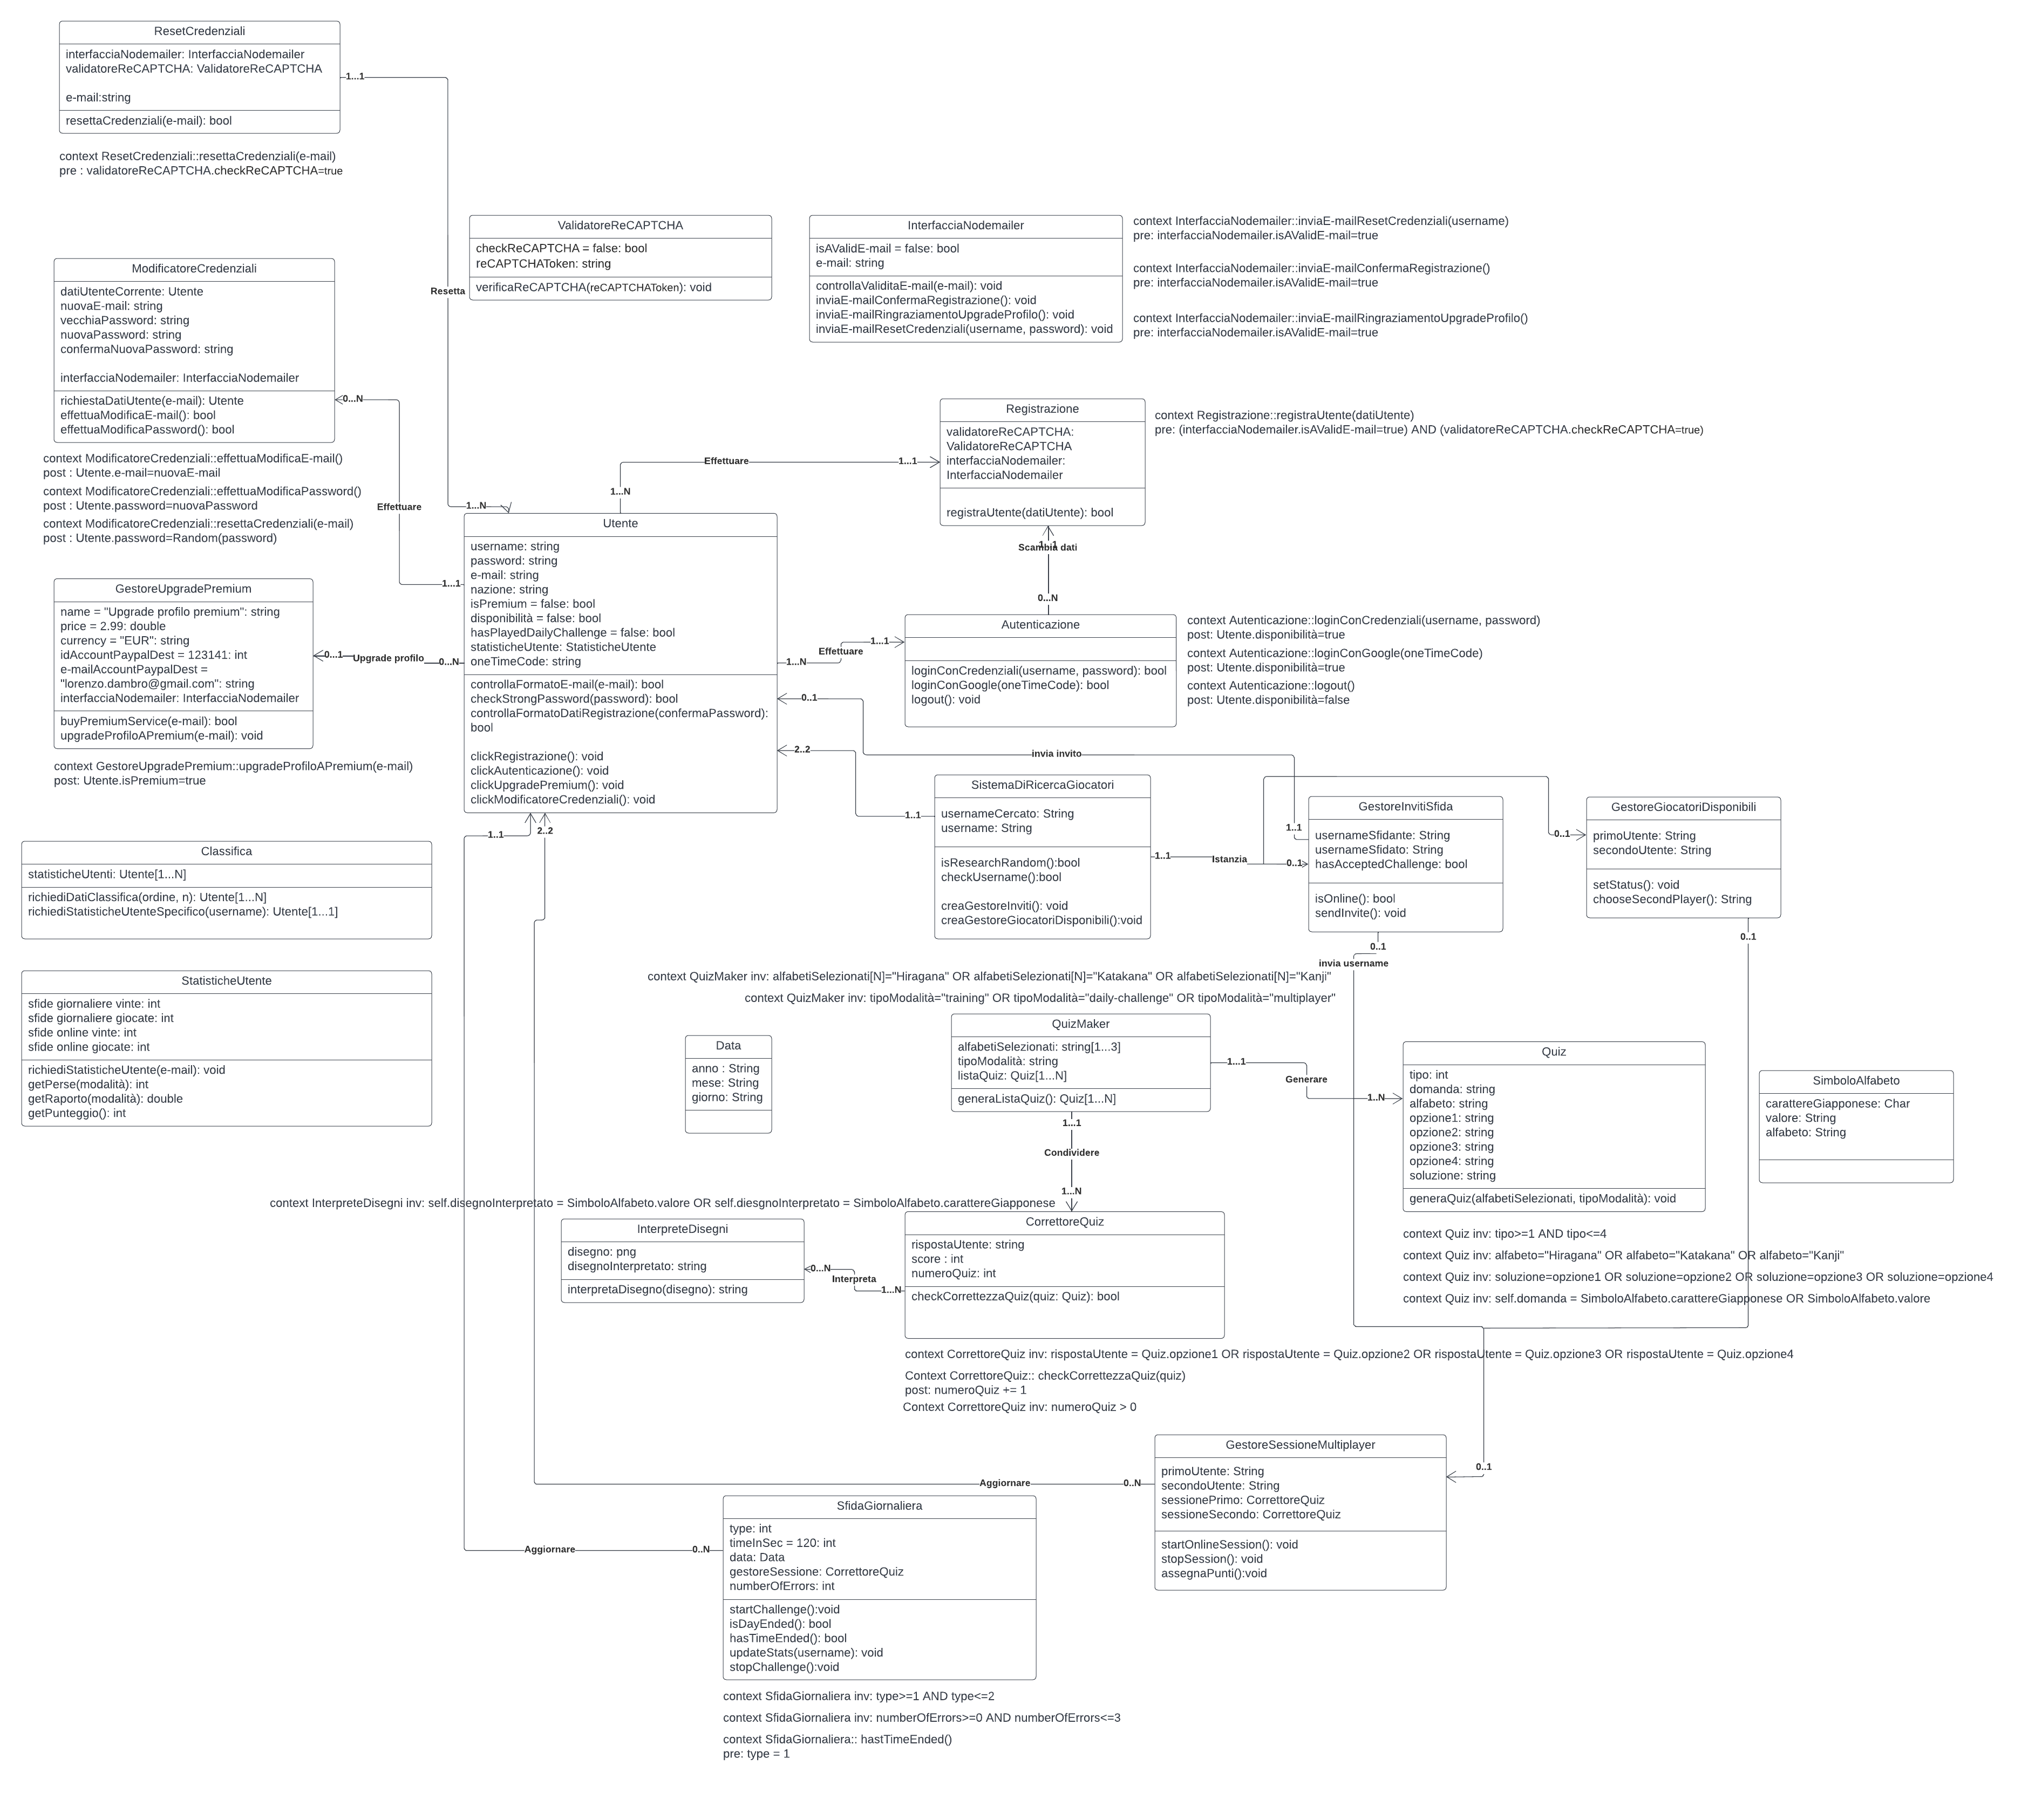 ResetCredenziali
interfacciaNodemailer: InterfacciaNodemailer
validatoreReCAPTCHA: ValidatoreReCAPTCHA
e-mail:string
resettaCredenziali(e-mail): bool
1...1
context ResetCredenziali::resettaCredenziali(e-mail)
pre : validatoreReCAPTCHA.checkReCAPTCHA=true
Resetta
1...N
ValidatoreReCAPTCHA
checkReCAPTCHA = false: bool
reCAPTCHAToken: string
verificaReCAPTCHA(reCAPTCHAToken): void
InterfacciaNodemailer
isAValidE-mail = false: bool
e-mail: string
controllaValiditaE-mail(e-mail): void
inviaE-mailConfermaRegistrazione(): void
inviaE-mailRingraziamentoUpgradeProfilo(): void
inviaE-mailResetCredenziali(username, password): void
context InterfacciaNodemailer::inviaE-mailResetCredenziali(username)
pre: interfacciaNodemailer.isAValidE-mail=true
context InterfacciaNodemailer::inviaE-mailConfermaRegistrazione()
pre: interfacciaNodemailer.isAValidE-mail=true
context InterfacciaNodemailer::inviaE-mailRingraziamentoUpgradeProfilo()
pre: interfacciaNodemailer.isAValidE-mail=true
ModificatoreCredenziali
datiUtenteCorrente: Utente
nuovaE-mail: string
vecchiaPassword: string
nuovaPassword: string
confermaNuovaPassword: string
interfacciaNodemailer: InterfacciaNodemailer
richiestaDatiUtente(e-mail): Utente
effettuaModificaE-mail(): bool
effettuaModificaPassword(): bool
0...N
Effettuare
1...1
context ModificatoreCredenziali::effettuaModificaE-mail()
post : Utente.e-mail=nuovaE-mail
context ModificatoreCredenziali::effettuaModificaPassword()
post : Utente.password=nuovaPassword
context ModificatoreCredenziali::resettaCredenziali(e-mail)
post : Utente.password=Random(password)
Registrazione
validatoreReCAPTCHA:
ValidatoreReCAPTCHA
interfacciaNodemailer:
InterfacciaNodemailer
registraUtente(datiUtente): bool
context Registrazione::registraUtente(datiUtente)
pre: (interfacciaNodemailer.isAValidE-mail=true) AND (validatoreReCAPTCHA.checkReCAPTCHA=true)
Effettuare
1...1
1...N
1...1
Scambia dati
0...N
Utente
username: string
password: string
e-mail: string
nazione: string
isPremium = false: bool
disponibilità = false: bool
hasPlayedDailyChallenge = false: bool
statisticheUtente: StatisticheUtente
oneTimeCode: string
controllaFormatoE-mail(e-mail): bool
checkStrongPassword(password): bool
controllaFormatoDatiRegistrazione(confermaPassword):
bool
clickRegistrazione(): void
clickAutenticazione(): void
clickUpgradePremium(): void
clickModificatoreCredenziali(): void
GestoreUpgradePremium
name = "Upgrade profilo premium": string
price = 2.99: double
currency = "EUR": string
idAccountPaypalDest = 123141: int
e-mailAccountPaypalDest =
"lorenzo.dambro@gmail.com": string
interfacciaNodemailer: InterfacciaNodemailer
buyPremiumService(e-mail): bool
upgradeProfiloAPremium(e-mail): void
0...1
Upgrade profilo
0...N
context GestoreUpgradePremium::upgradeProfiloAPremium(e-mail)
post: Utente.isPremium=true
Autenticazione
loginConCredenziali(username, password): bool
loginConGoogle(oneTimeCode): bool
logout(): void
1...N
Effettuare
1...1
context Autenticazione::loginConCredenziali(username, password)
post: Utente.disponibilità=true
context Autenticazione::loginConGoogle(oneTimeCode)
post: Utente.disponibilità=true
context Autenticazione::logout()
post: Utente.disponibilità=false
0..1
invia invito
1..1
2..2
1..1
SistemaDiRicercaGiocatori
usernameCercato: String
username: String
isResearchRandom():bool
checkUsername():bool
creaGestoreInviti(): void
creaGestoreGiocatoriDisponibili():void
1..1
Istanzia
0..1
0..1
GestoreInvitiSfida
usernameSfidante: String
usernameSfidato: String
hasAcceptedChallenge: bool
isOnline(): bool
sendInvite(): void
GestoreGiocatoriDisponibili
primoUtente: String
secondoUtente: String
setStatus(): void
chooseSecondPlayer(): String
0..1
0..1
invia username
1..1
2..2
Classifica
statisticheUtenti: Utente[1...N]
richiediDatiClassifica(ordine, n): Utente[1...N]
richiediStatisticheUtenteSpecifico(username): Utente[1...1]
StatisticheUtente
sfide giornaliere vinte: int
sfide giornaliere giocate: int
sfide online vinte: int
sfide online giocate: int
richiediStatisticheUtente(e-mail): void
getPerse(modalità): int
getRaporto(modalità): double
getPunteggio(): int
context QuizMaker inv: alfabetiSelezionati[N]="Hiragana" OR alfabetiSelezionati[N]="Katakana" OR alfabetiSelezionati[N]="Kanji"
context QuizMaker inv: tipoModalità="training" OR tipoModalità="daily-challenge" OR tipoModalità="multiplayer"
Data
anno : String
mese: String
giorno: String
QuizMaker
alfabetiSelezionati: string[1...3]
tipoModalità: string
listaQuiz: Quiz[1...N]
generaListaQuiz(): Quiz[1...N]
1...1
Generare
1..N
Quiz
tipo: int
domanda: string
alfabeto: string
opzione1: string
opzione2: string
opzione3: string
opzione4: string
soluzione: string
generaQuiz(alfabetiSelezionati, tipoModalità): void
SimboloAlfabeto
carattereGiapponese: Char
valore: String
alfabeto: String
1...1
Condividere
1...N
context InterpreteDisegni inv: self.disegnoInterpretato = SimboloAlfabeto.valore OR self.diesgnoInterpretato = SimboloAlfabeto.carattereGiapponese
InterpreteDisegni
disegno: png
disegnoInterpretato: string
interpretaDisegno(disegno): string
0...N
Interpreta
1...N
CorrettoreQuiz
rispostaUtente: string
score : int
numeroQuiz: int
checkCorrettezzaQuiz(quiz: Quiz): bool
context Quiz inv: tipo>=1 AND tipo<=4
context Quiz inv: alfabeto="Hiragana" OR alfabeto="Katakana" OR alfabeto="Kanji"
context Quiz inv: soluzione=opzione1 OR soluzione=opzione2 OR soluzione=opzione3 OR soluzione=opzione4
context Quiz inv: self.domanda = SimboloAlfabeto.carattereGiapponese OR SimboloAlfabeto.valore
context CorrettoreQuiz inv: rispostaUtente = Quiz.opzione1 OR rispostaUtente = Quiz.opzione2 OR rispostaUtente = Quiz.opzione3 OR rispostaUtente = Quiz.opzione4
Context CorrettoreQuiz:: checkCorrettezzaQuiz(quiz)
post: numeroQuiz += 1
Context CorrettoreQuiz inv: numeroQuiz > 0
GestoreSessioneMultiplayer
primoUtente: String
secondoUtente: String
sessionePrimo: CorrettoreQuiz
sessioneSecondo: CorrettoreQuiz
startOnlineSession(): void
stopSession(): void
assegnaPunti():void
0..1
Aggiornare
0..N
Aggiornare
0..N
SfidaGiornaliera
type: int
timeInSec = 120: int
data: Data
gestoreSessione: CorrettoreQuiz
numberOfErrors: int
startChallenge():void
isDayEnded(): bool
hasTimeEnded(): bool
updateStats(username): void
stopChallenge():void
context SfidaGiornaliera inv: type>=1 AND type<=2
context SfidaGiornaliera inv: numberOfErrors>=0 AND numberOfErrors<=3
context SfidaGiornaliera:: hastTimeEnded()
pre: type = 1